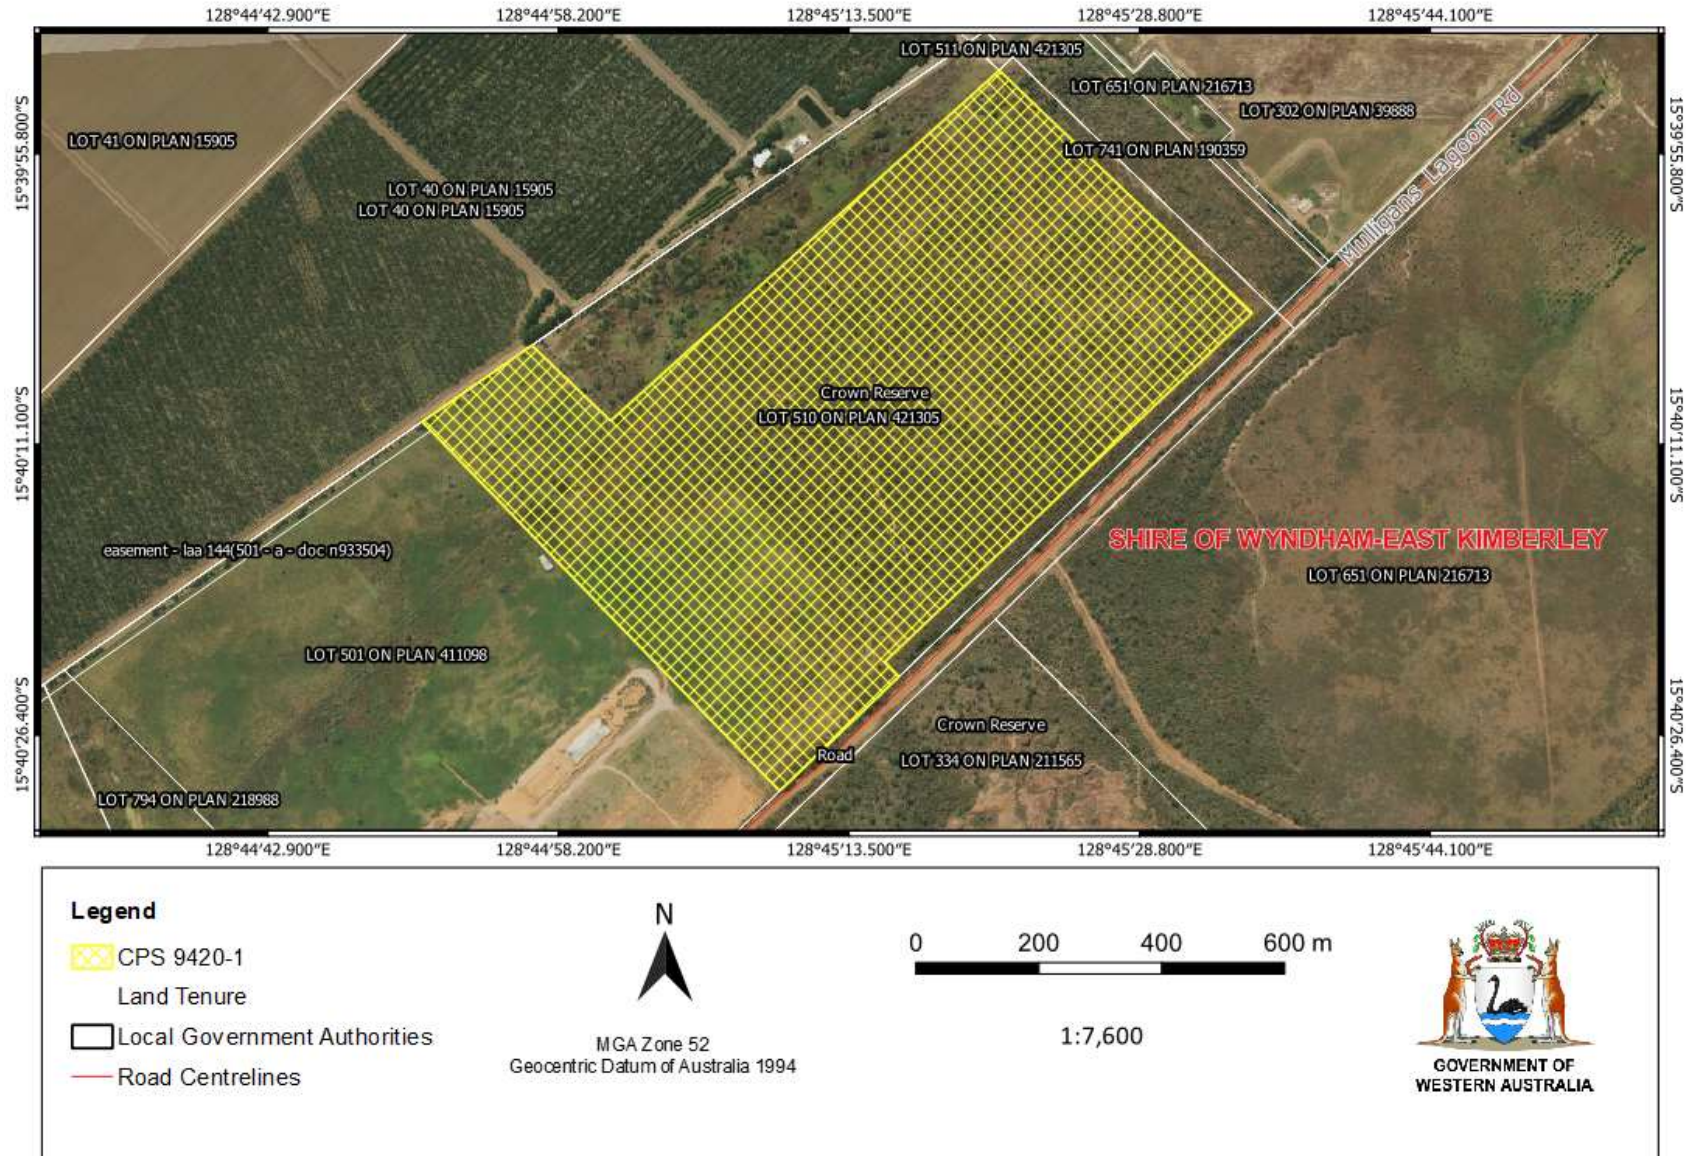 128°44′42.900″E 128°44′58.200″E 128°45′13.500″E 128°45′28.800″E 128°45′44.100″E
LOT 511 ON PLAN 421305
LOT 651 ON PLAN 216713
LOT 302 ON PLAN 39888
Mulligans Lagoon Rd
15°39′55.800″S
15°39′55.800″S
LOT 41 ON PLAN 15905
LOT 741 ON PLAN 190359
LOT 40 ON PLAN 15905
LOT 40 ON PLAN 15905
Crown Reserve
LOT 510 ON PLAN 421305
15°40′11.100″S
15°40′11.100″S
easement - laa 144(501 - a - doc n933504)
SHIRE OF WYNDHAM-EAST KIMBERLEY
LOT 651 ON PLAN 216713
LOT 501 ON PLAN 411098
15°40′26.400″S
15°40′26.400″S
Crown Reserve
Road
LOT 334 ON PLAN 211565
LOT 794 ON PLAN 218988
128°44′42.900″E 128°44′58.200″E 128°45′13.500″E 128°45′28.800″E 128°45′44.100″E
Legend
CPS 9420-1
Land Tenure
Local Government Authorities
Road Centrelines
N
MGA Zone 52
Geocentric Datum of Australia 1994
0 200 400 600 m
1:7,600
GOVERNMENT OF
WESTERN AUSTRALIA